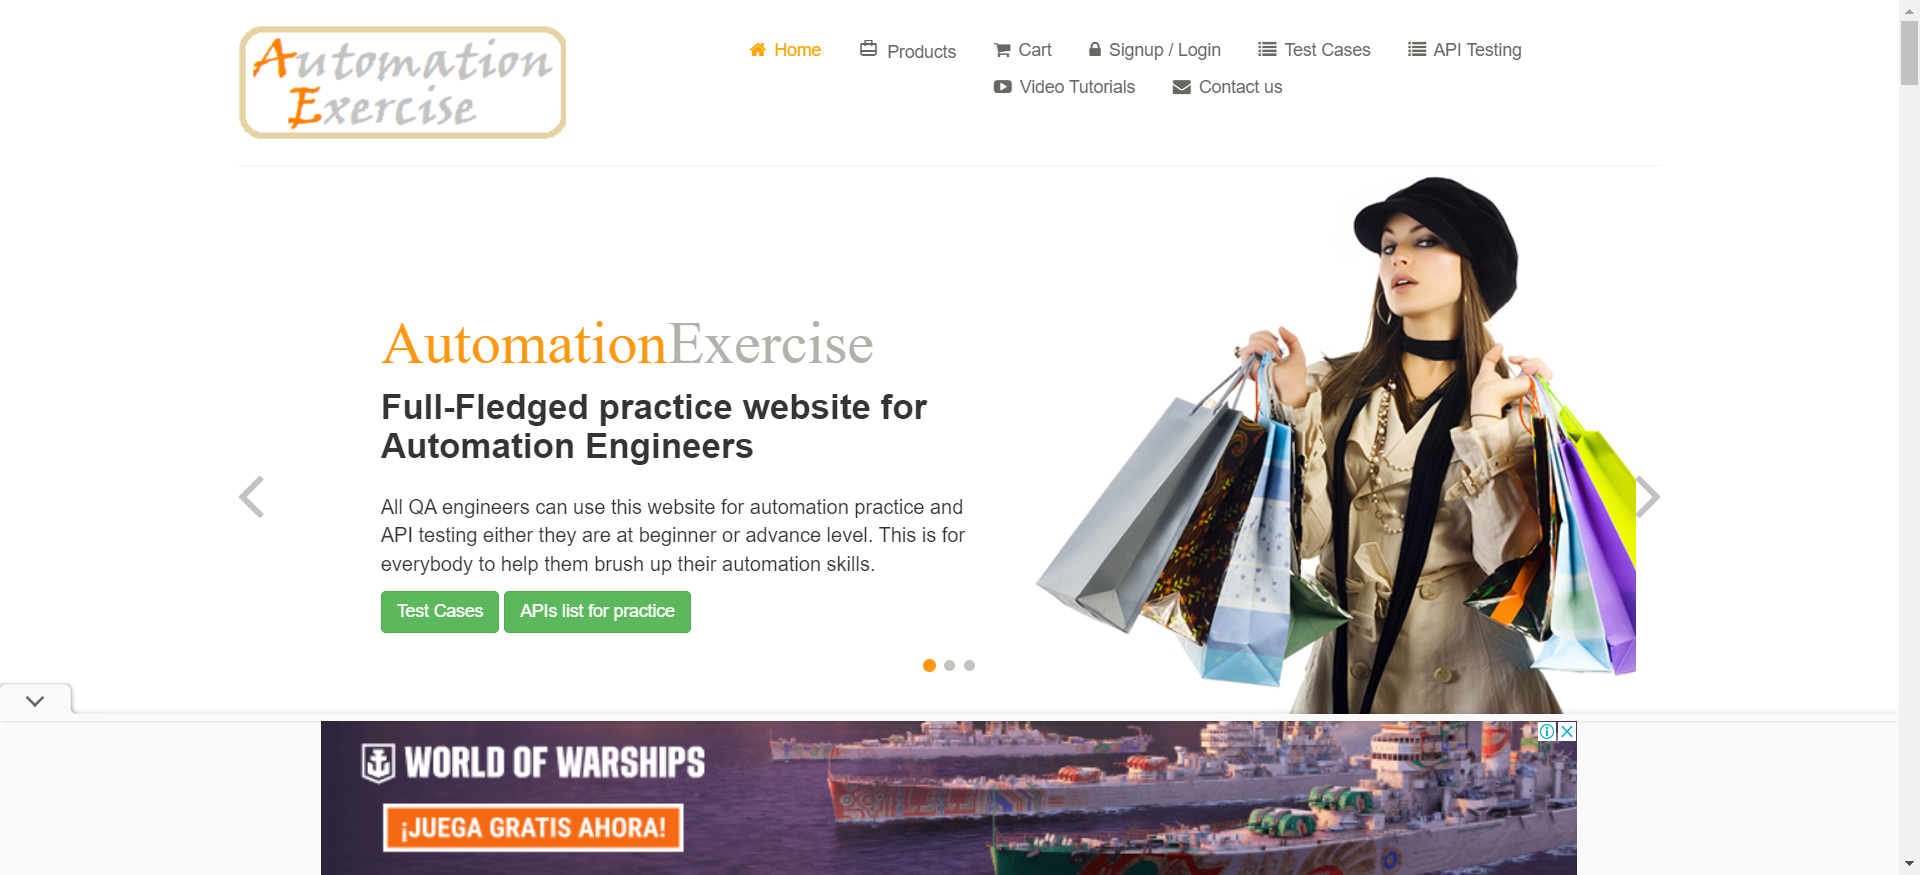 Automation
Exercise
Home
Products
Cart
Signup / Login
Test Cases
API Testing
Video Tutorials
Contact us
AutomationExercise
Full-Fledged practice website for
Automation Engineers
All QA engineers can use this website for automation practice and
API testing either they are at beginner or advance level. This is for
everybody to help them brush up their automation skills.
Test Cases
APIs list for practice
WORLD OF WARSHIPS
¡JUEGA GRATIS AHORA!